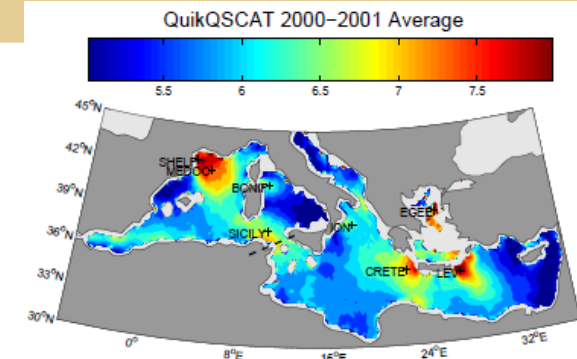 QuikQSCAT 2000−2001 Average
5.5 6 6.5 7 7.5
45°N
42°N
39°N
36°N
33°N
30°N
SHELF
MEDOC
BONIF
SICILY
ION
EGEE
CRETE
LEV
0°
8°E
16°E
24°E
32°E